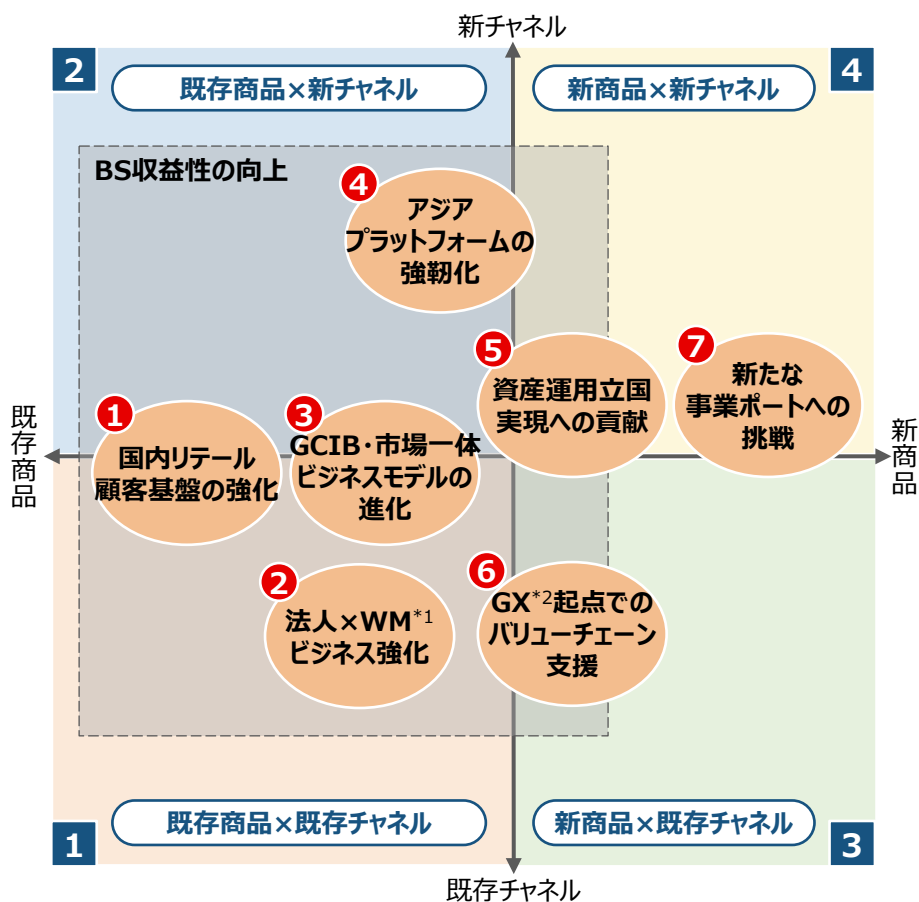 新チャネル
2
既存商品×新チャネル
新商品×新チャネル
4
BS収益性の向上
4
アジア
プラットフォームの
強靭化
5
資産運用立国
実現への貢献
7
新たな
事業ポートへの
挑戦
既存商品
1
国内リテール
顧客基盤の強化
3
GCIB・市場一体
ビジネスモデルの
進化
新商品
2
法人×WM*1
ビジネス強化
6
GX*2起点での
バリューチェーン
支援
1
既存商品×既存チャネル
新商品×既存チャネル
3
既存チャネル